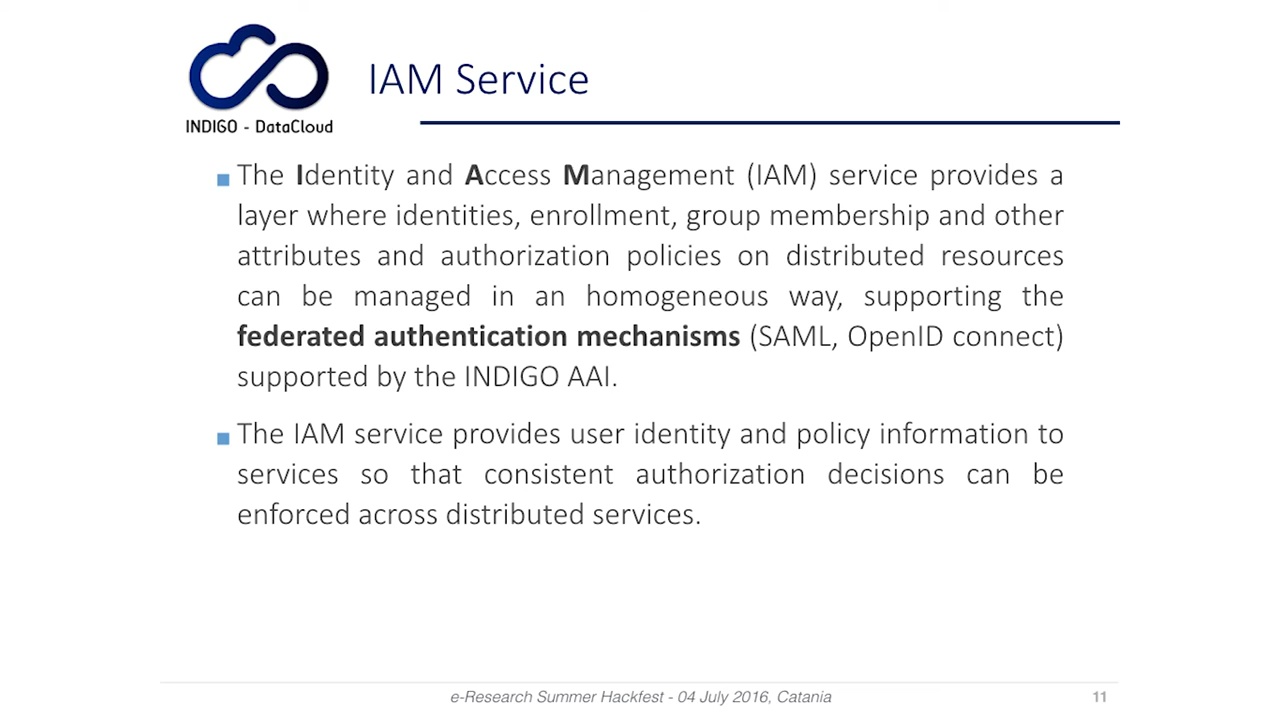 INDIGO - DataCloud
IAM Service
The Identity and Access Management (IAM) service provides a
layer where identities, enrollment, group membership and other
attributes and authorization policies on distributed resources
can be managed in an homogeneous way, supporting the
federated authentication mechanisms (SAML, OpenID connect)
supported by the INDIGO AAI.
The IAM service provides user identity and policy information to
services so that consistent authorization decisions can be
enforced across distributed services.
e-Research Summer Hackfest - 04 July 2016, Catania
11